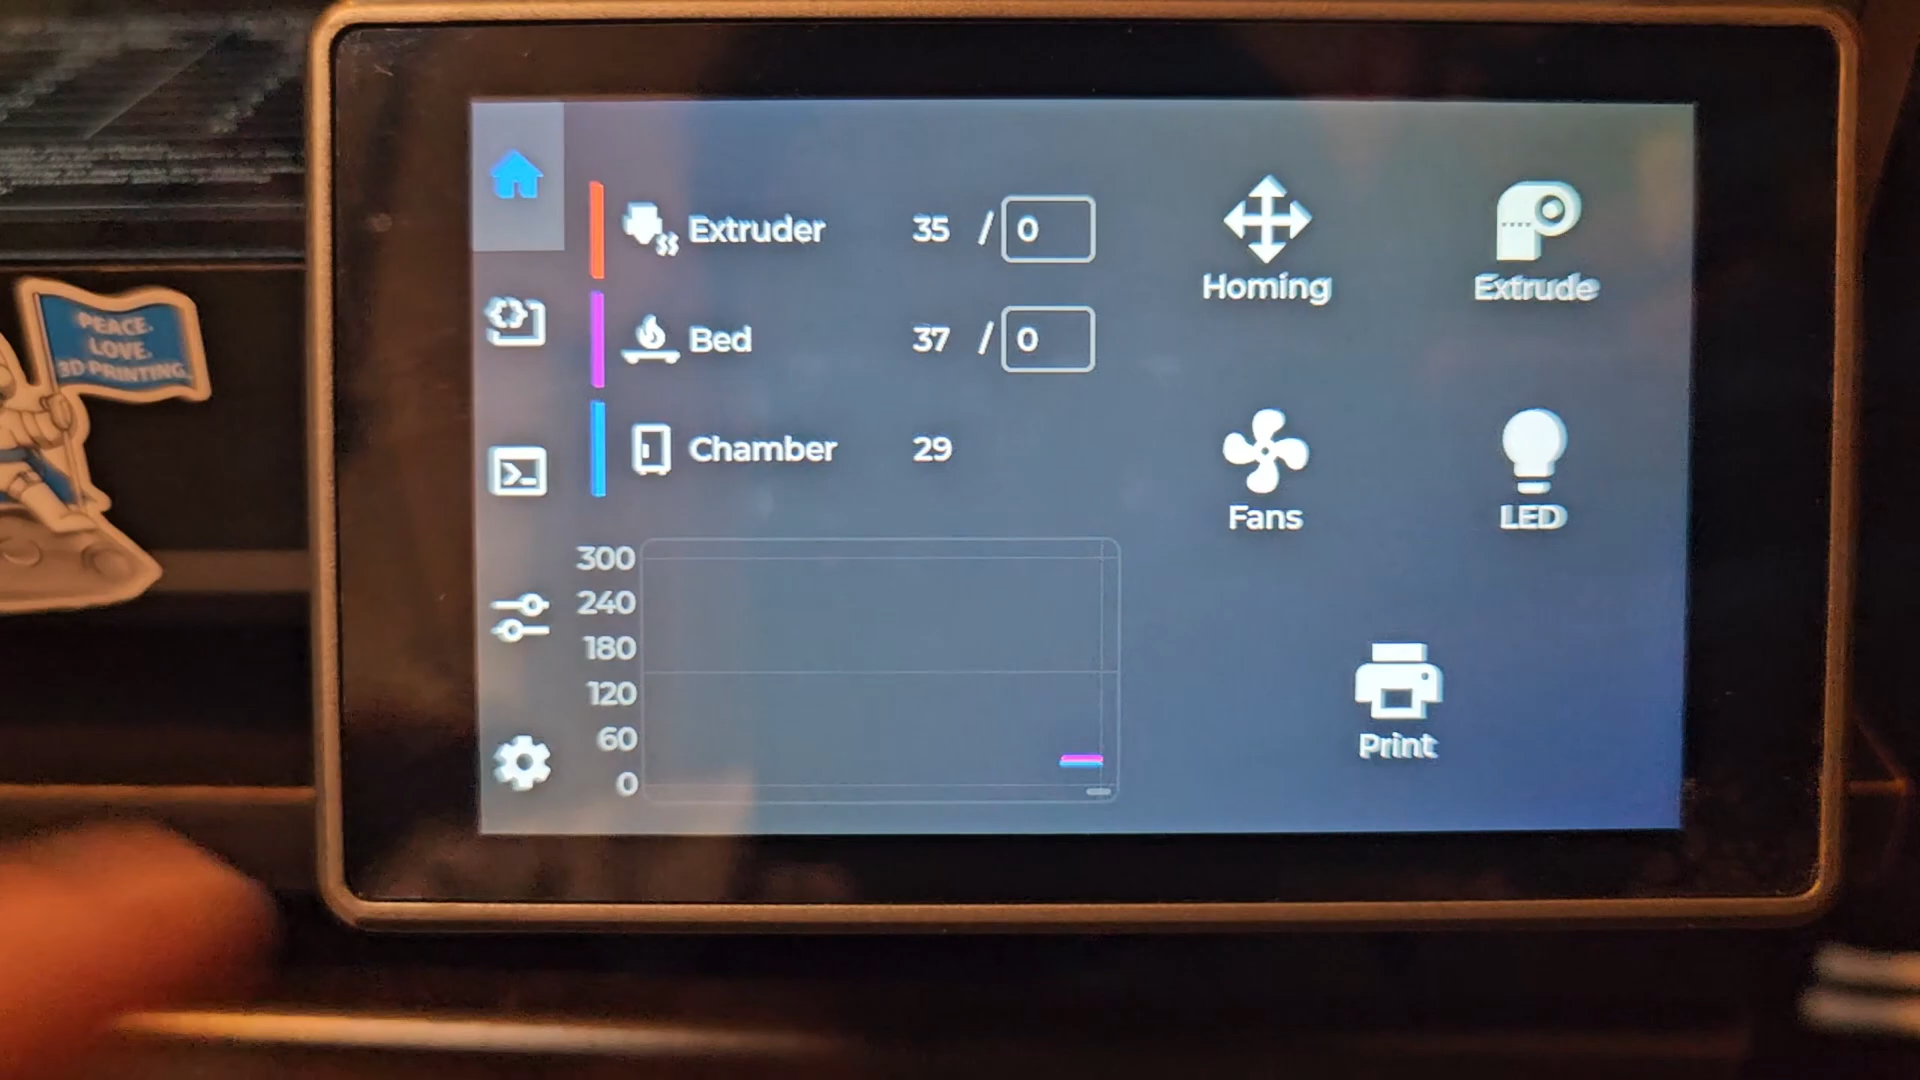 PEACE.
LOVE.
3D PRINTING.
Extruder 35 / 0
Bed 37 / 0
Chamber 29
300
240
180
120
60
0
Homing
Extrude
Fans
LED
Print